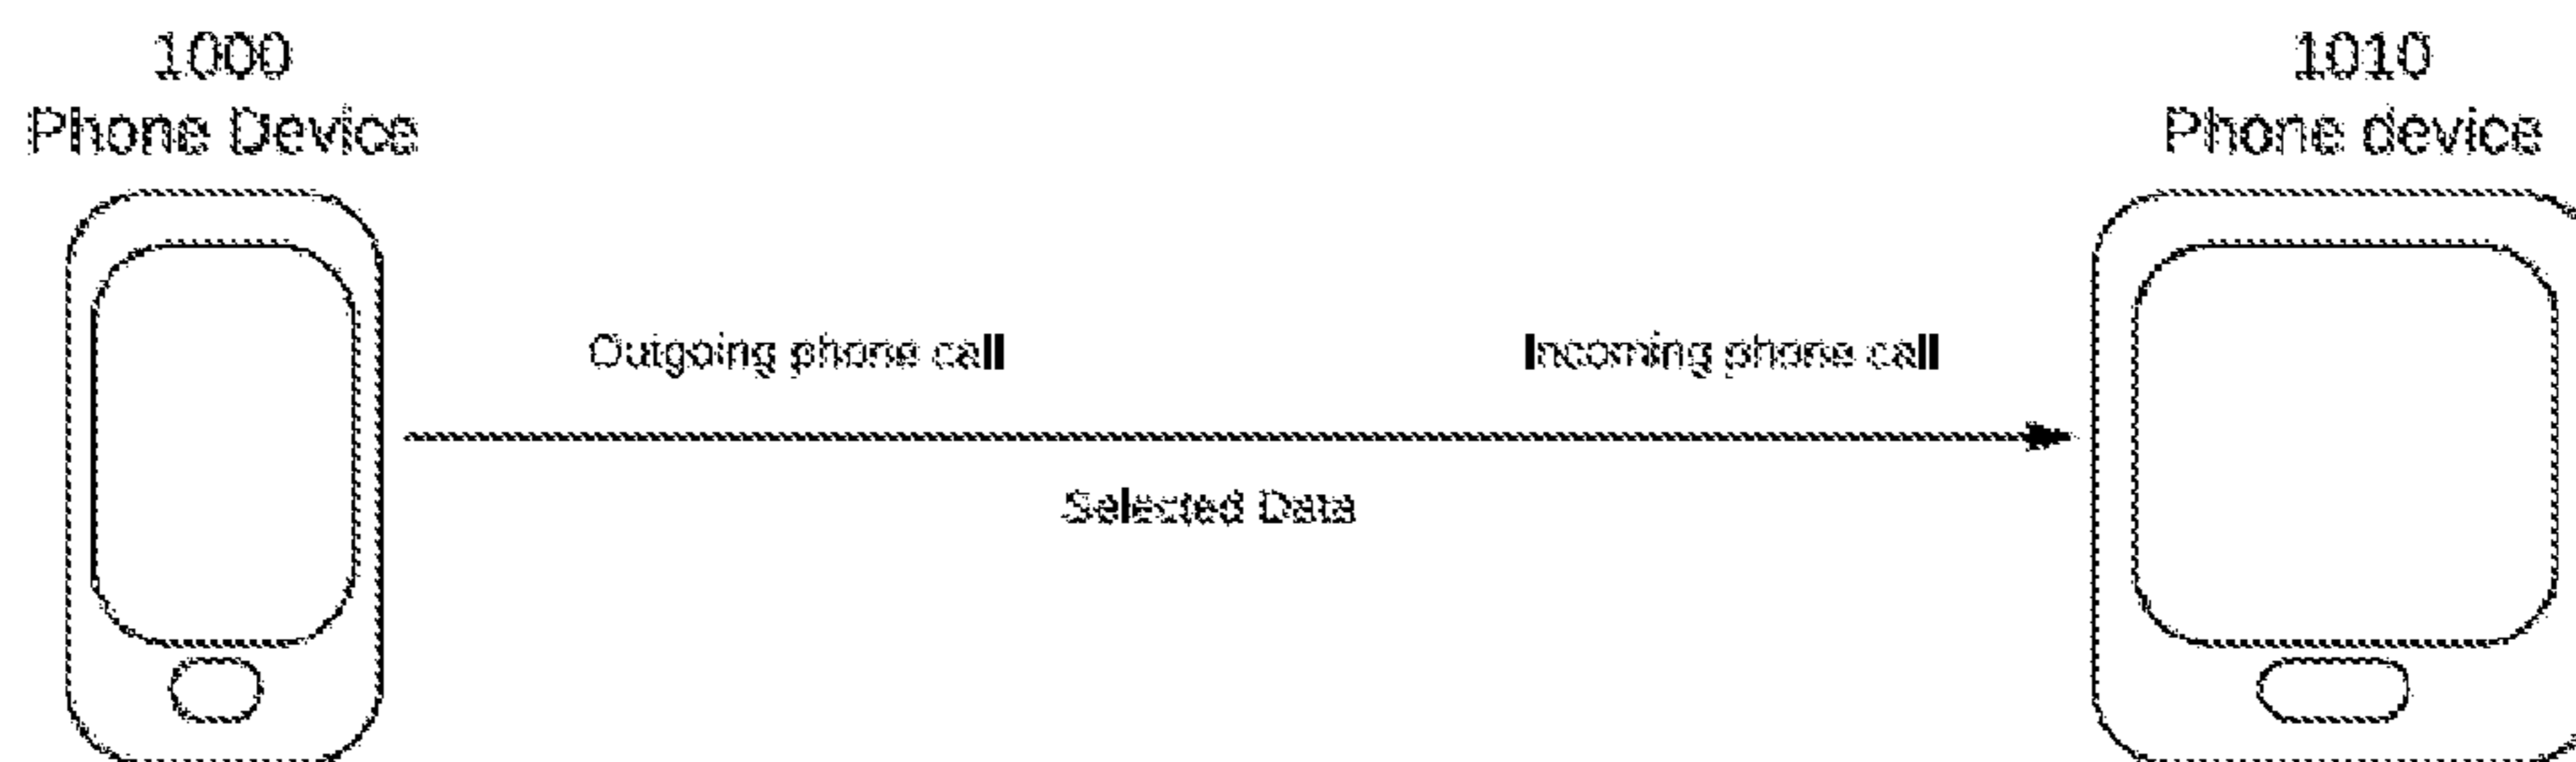 1000
Phone Device
1010
Phone device
Outgoing phone call
Incoming phone call
Selected Data